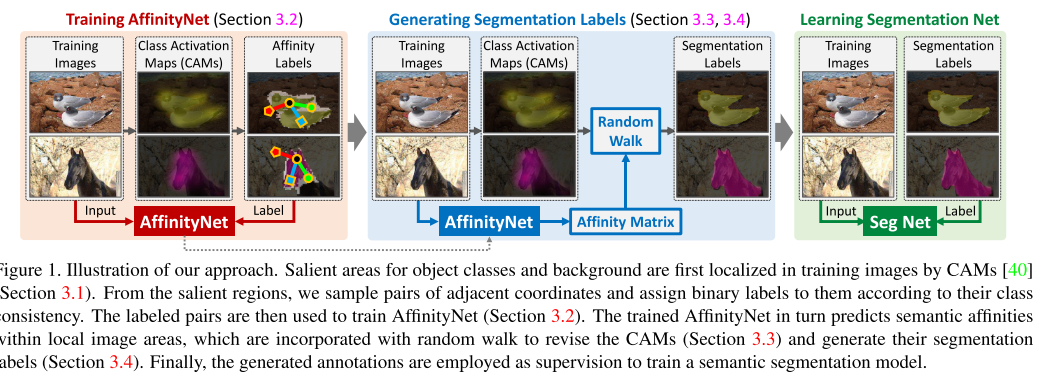 Training AffinityNet (Section 3.2)
Generating Segmentation Labels (Section 3.3, 3.4)
Learning Segmentation Net
Training Images
Class Activation Maps (CAMs)
Affinity Labels
Training Images
Class Activation Maps (CAMs)
Segmentation Labels
Training Images
Segmentation Labels
Random Walk
Input
AffinityNet
Label
AffinityNet
Affinity Matrix
Input
Seg Net
Label
Figure 1. Illustration of our approach. Salient areas for object classes and background are first localized in training images by CAMs [40]
(Section 3.1). From the salient regions, we sample pairs of adjacent coordinates and assign binary labels to them according to their class
consistency. The labeled pairs are then used to train AffinityNet (Section 3.2). The trained AffinityNet in turn predicts semantic affinities
within local image areas, which are incorporated with random walk to revise the CAMs (Section 3.3) and generate their segmentation
labels (Section 3.4). Finally, the generated annotations are employed as supervision to train a semantic segmentation model.